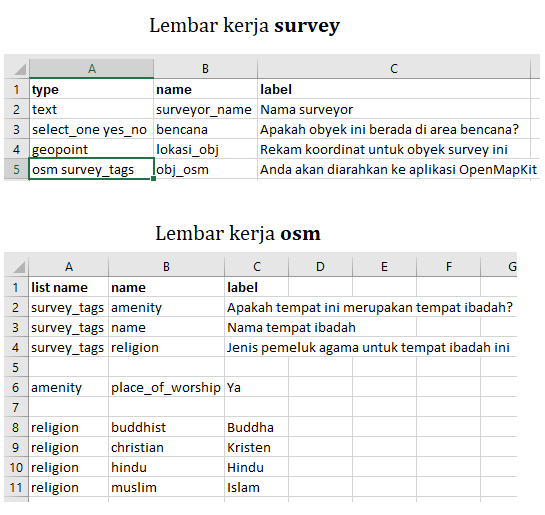 Lembar kerja survey
A B C
1 type name label
2 text surveyor_name Nama surveyor
3 select_one yes_no bencana Apakah obyek ini berada di area bencana?
4 geopoint lokasi_obj Rekam koordinat untuk obyek survey ini
5 osm survey_tags obj_osm Anda akan diarahkan ke aplikasi OpenMapKit
Lembar kerja osm
A B C D E F G
1 list name name label
2 survey_tags amenity Apakah tempat ini merupakan tempat ibadah?
3 survey_tags name Nama tempat ibadah
4 survey_tags religion Jenis pemeluk agama untuk tempat ibadah ini
5
6 amenity place_of_worship Ya
7
8 religion buddhist Buddha
9 religion christian Kristen
10 religion hindu Hindu
11 religion muslim Islam